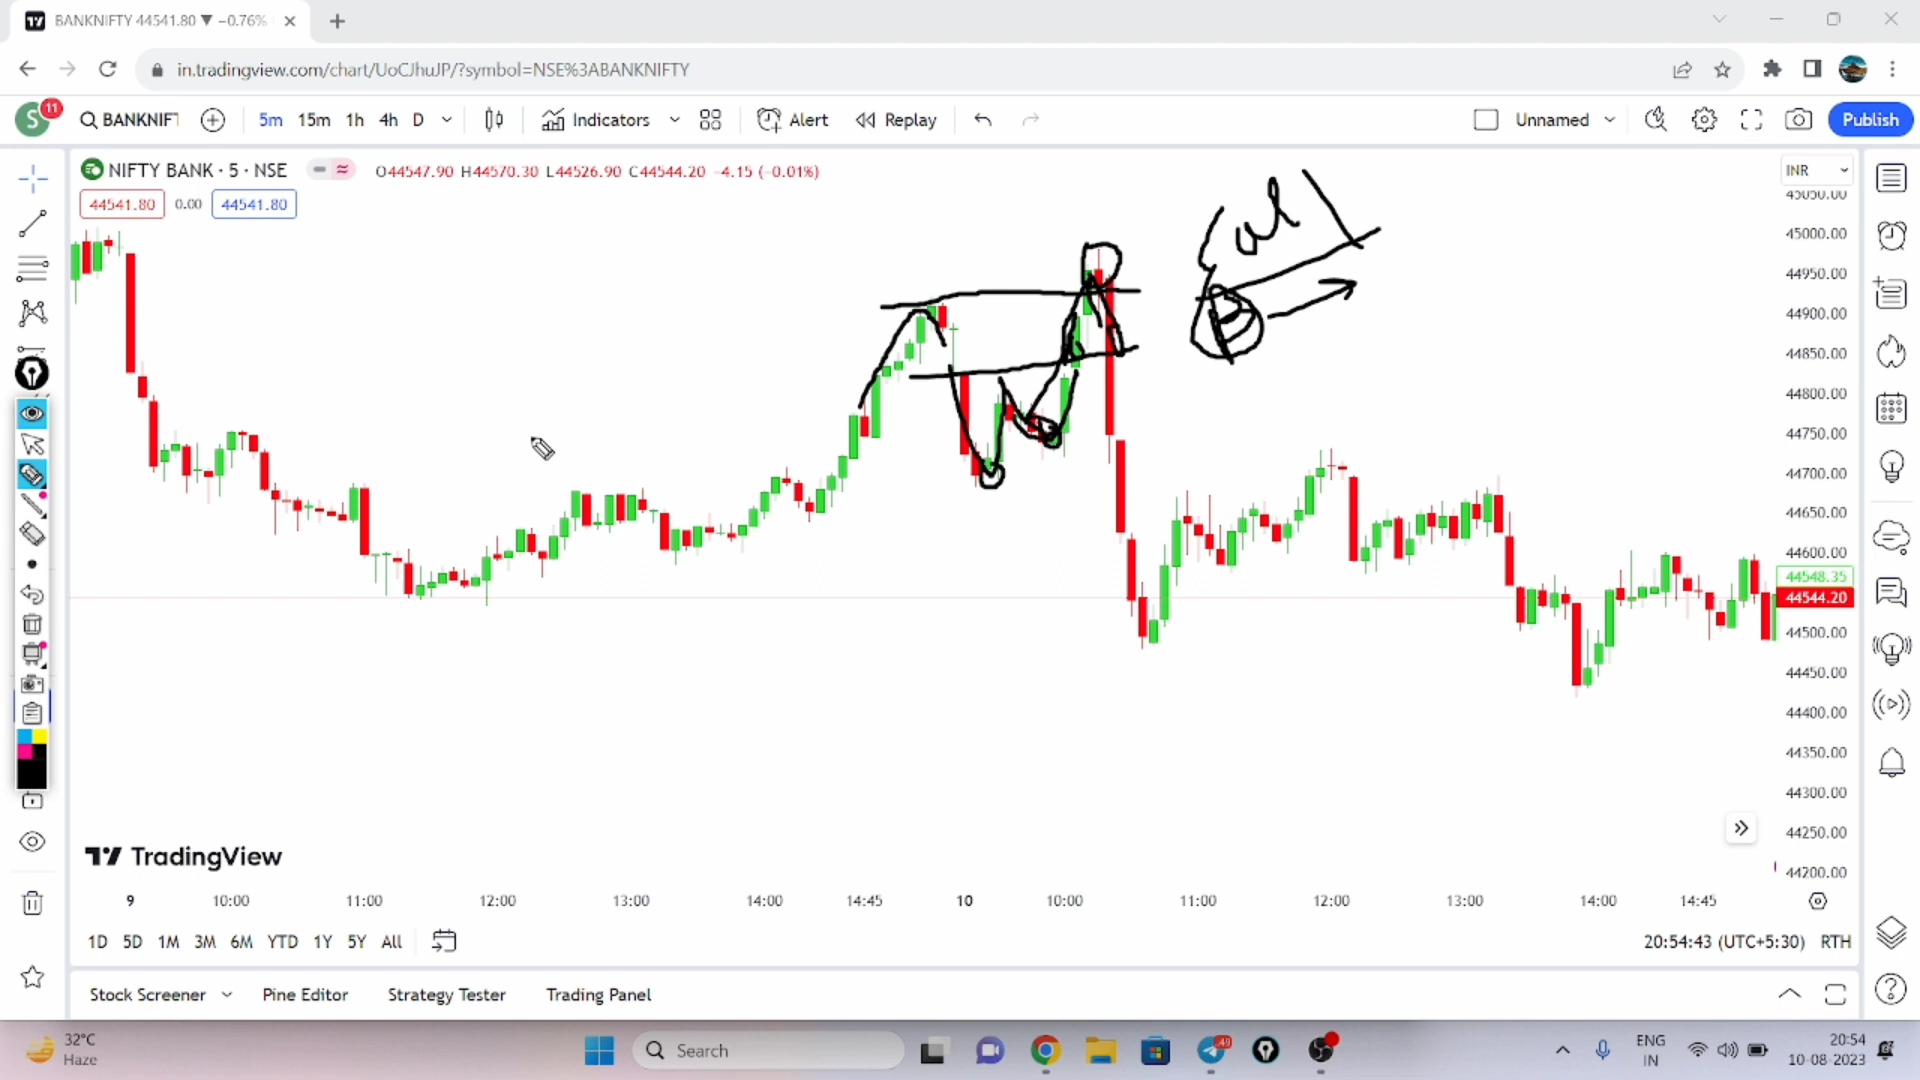 BANKNIFTY 44541.80 ▼ −0.76%
in.tradingview.com/chart/UoCJhuJP/?symbol=NSE%3ABANKNIFTY
S 11 BANKNIF 5m 15m 1h 4h D Indicators Alert Replay Unnamed Publish
NIFTY BANK · 5 · NSE O44547.90 H44570.30 L44526.90 C44544.20 −4.15 (−0.01%) INR
44541.80 0.00 44541.80
45050.00
Call
45000.00
44950.00
44900.00
44850.00
44800.00
44750.00
44700.00
44650.00
44600.00
44548.35
44544.20
44500.00
44450.00
44400.00
44350.00
44300.00
44250.00
44200.00
TradingView
9 10:00 11:00 12:00 13:00 14:00 14:45 10 10:00 11:00 12:00 13:00 14:00 14:45
1D 5D 1M 3M 6M YTD 1Y 5Y All 20:54:43 (UTC+5:30) RTH
Stock Screener Pine Editor Strategy Tester Trading Panel
32°C
Haze
Search
49
ENG
IN
20:54
10-08-2023